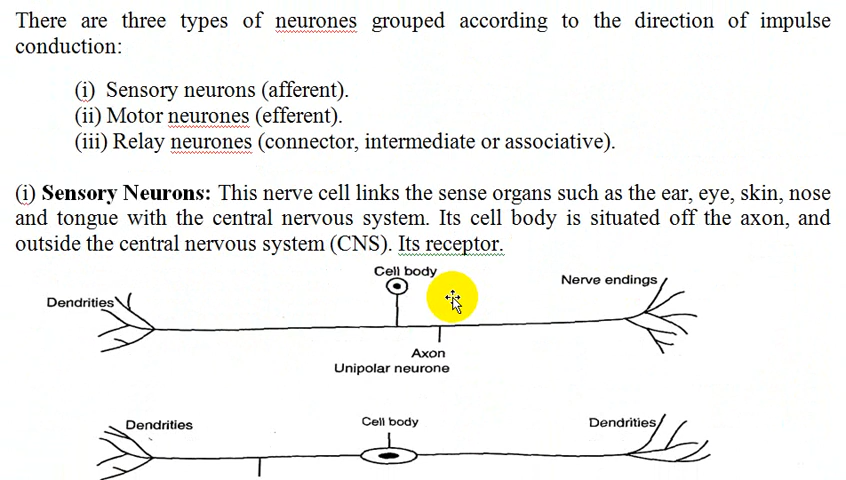 There are three types of neurones grouped according to the direction of impulse
conduction:
(i) Sensory neurons (afferent).
(ii) Motor neurones (efferent).
(iii) Relay neurones (connector, intermediate or associative).
(i) Sensory Neurons: This nerve cell links the sense organs such as the ear, eye, skin, nose
and tongue with the central nervous system. Its cell body is situated off the axon, and
outside the central nervous system (CNS). Its receptor.
Cell body
Nerve endings
Dendrities
Axon
Unipolar neurone
Dendrities
Cell body
Dendrities